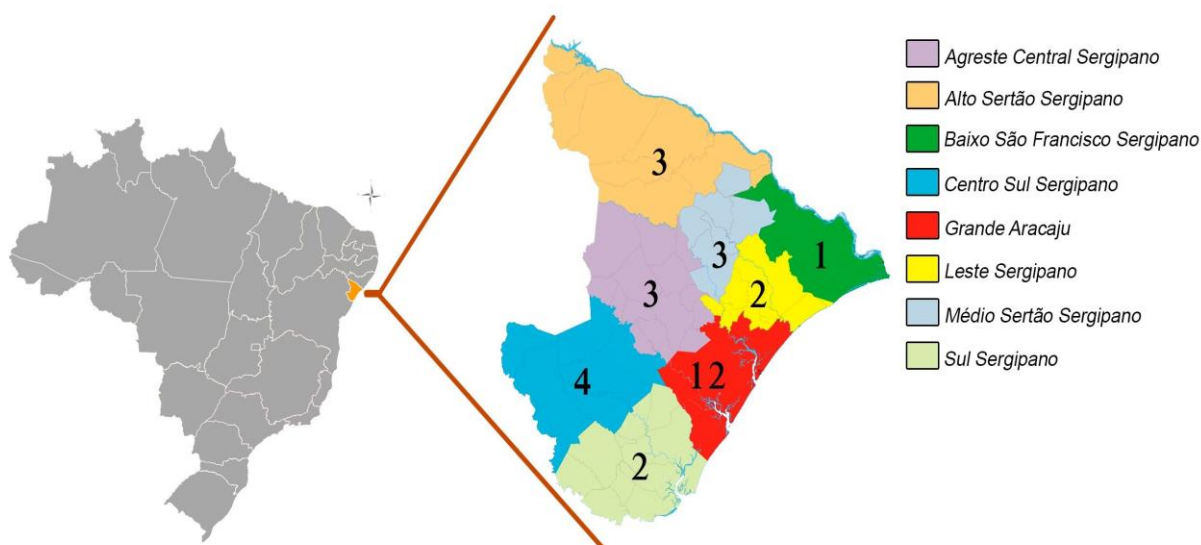 Agreste Central Sergipano
Alto Sertão Sergipano
Baixo São Francisco Sergipano
Centro Sul Sergipano
Grande Aracaju
Leste Sergipano
Médio Sertão Sergipano
Sul Sergipano
3
3
1
3
2
12
4
2